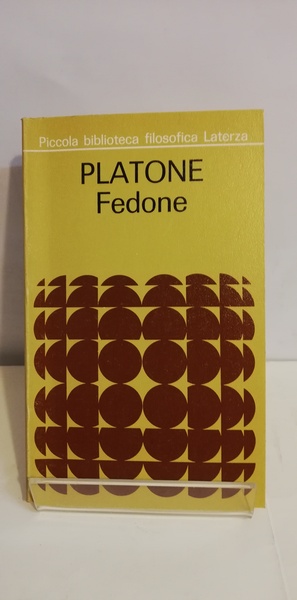 Piccola biblioteca filosofica Laterza
PLATONE
Fedone